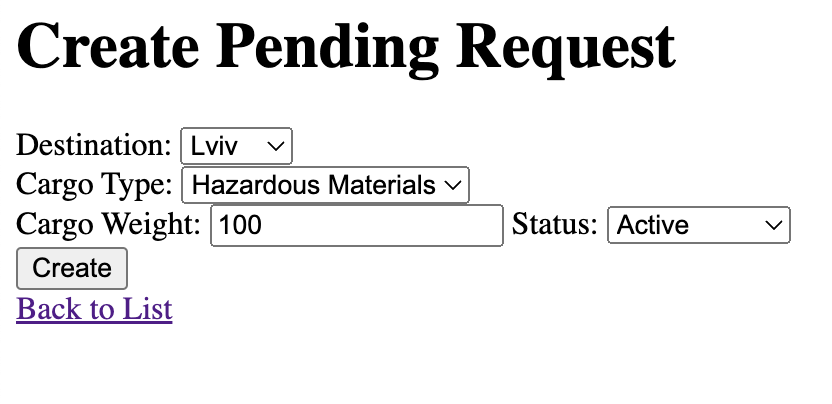 Create Pending Request
Destination: Lviv
Cargo Type: Hazardous Materials
Cargo Weight: 100 Status: Active
Create
Back to List